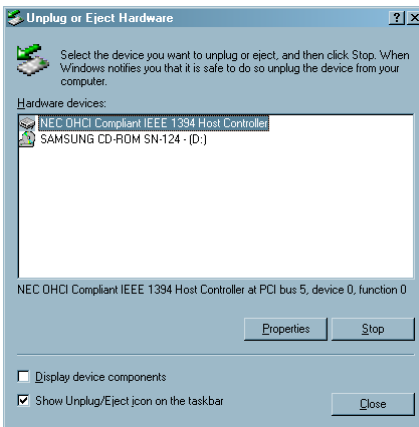 Unplug or Eject Hardware
Select the device you want to unplug or eject, and then click Stop. When
Windows notifies you that it is safe to do so unplug the device from your
computer.
Hardware devices:
NEC OHCI Compliant IEEE 1394 Host Controller
SAMSUNG CD-ROM SN-124 - (D:)
NEC OHCI Compliant IEEE 1394 Host Controller at PCI bus 5, device 0, function 0
Properties Stop
Display device components
Show Unplug/Eject icon on the taskbar
Close